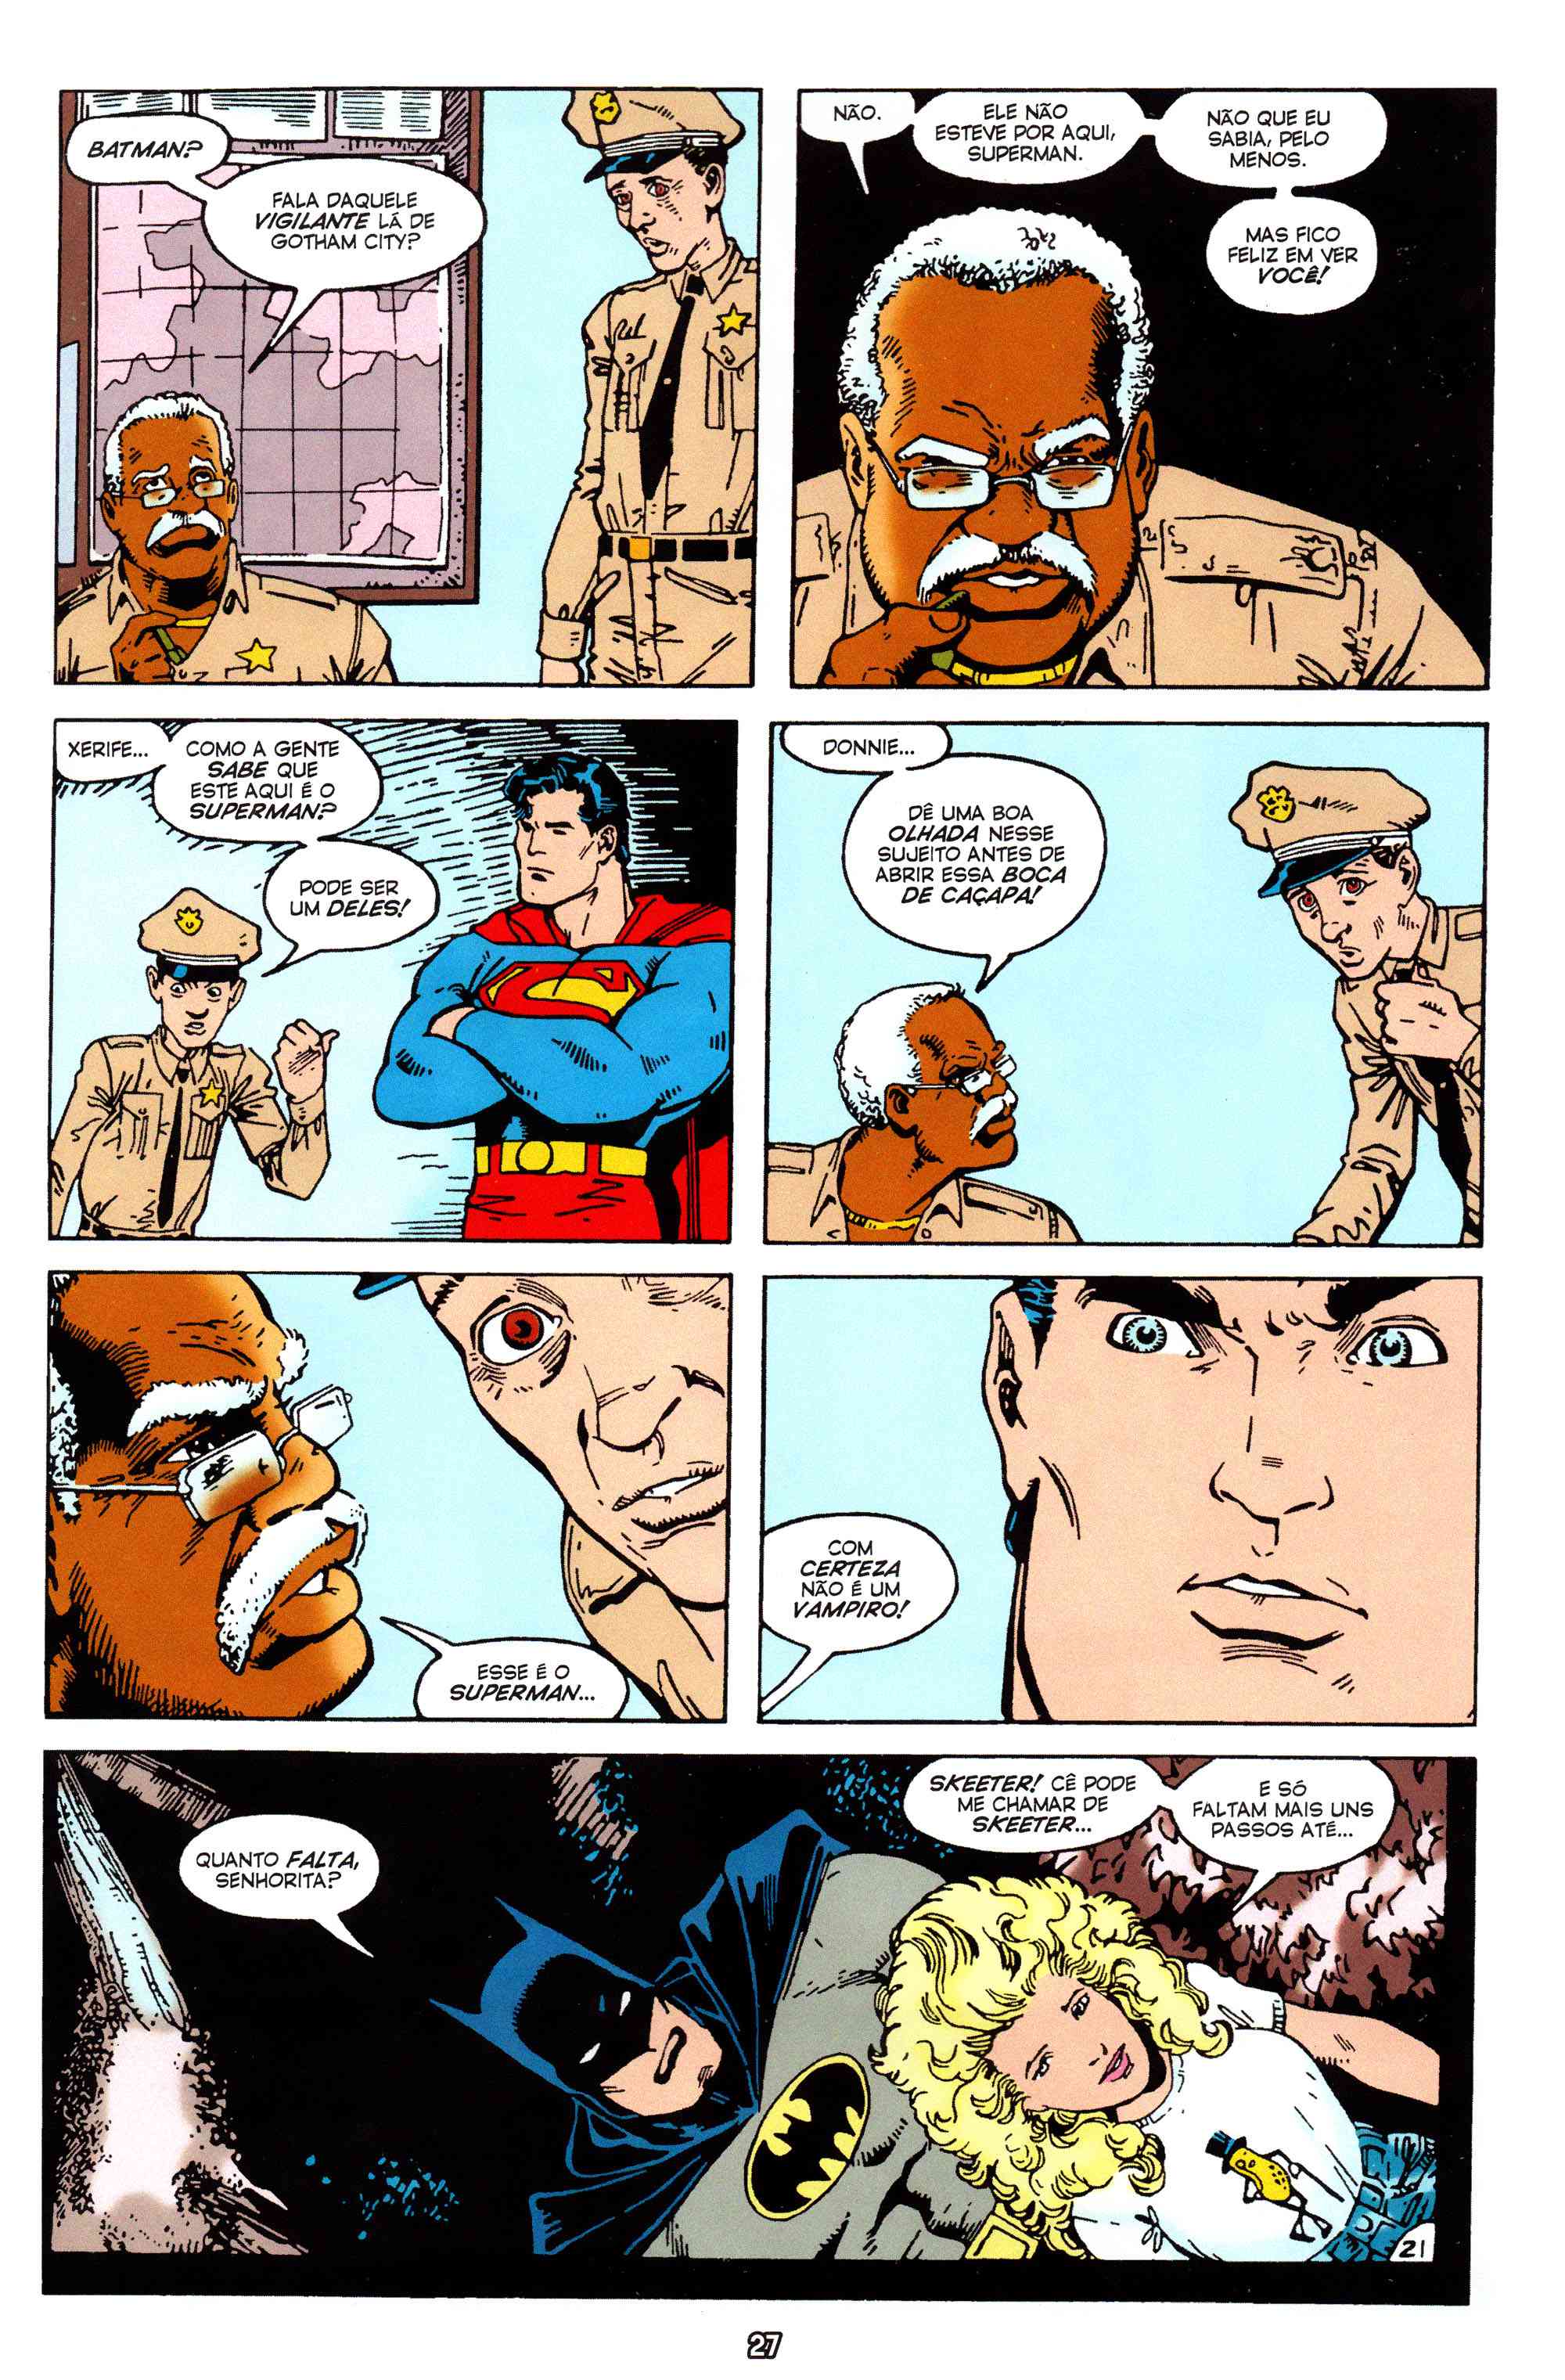 BATMAN?
FALA DAQUELE
VIGILANTE LÁ DE
GOTHAM CITY?
NÃO.
ELE NÃO
ESTEVE POR AQUI,
SUPERMAN.
NÃO QUE EU
SABIA, PELO
MENOS.
MAS FICO
FELIZ EM VER
VOCÊ!
XERIFE...
COMO A GENTE
SABE QUE
ESTE AQUI É O
SUPERMAN?
PODE SER
UM DELES!
DONNIE...
DÊ UMA BOA
OLHADA NESSE
SUJEITO ANTES DE
ABRIR ESSA BOCA
DE CAÇAPA!
ESSE É O
SUPERMAN...
COM
CERTEZA
NÃO É UM
VAMPIRO!
QUANTO FALTA,
SENHORITA?
SKEETER! CÊ PODE
ME CHAMAR DE
SKEETER...
E SÓ
FALTAM MAIS UNS
PASSOS ATÉ...
21
27